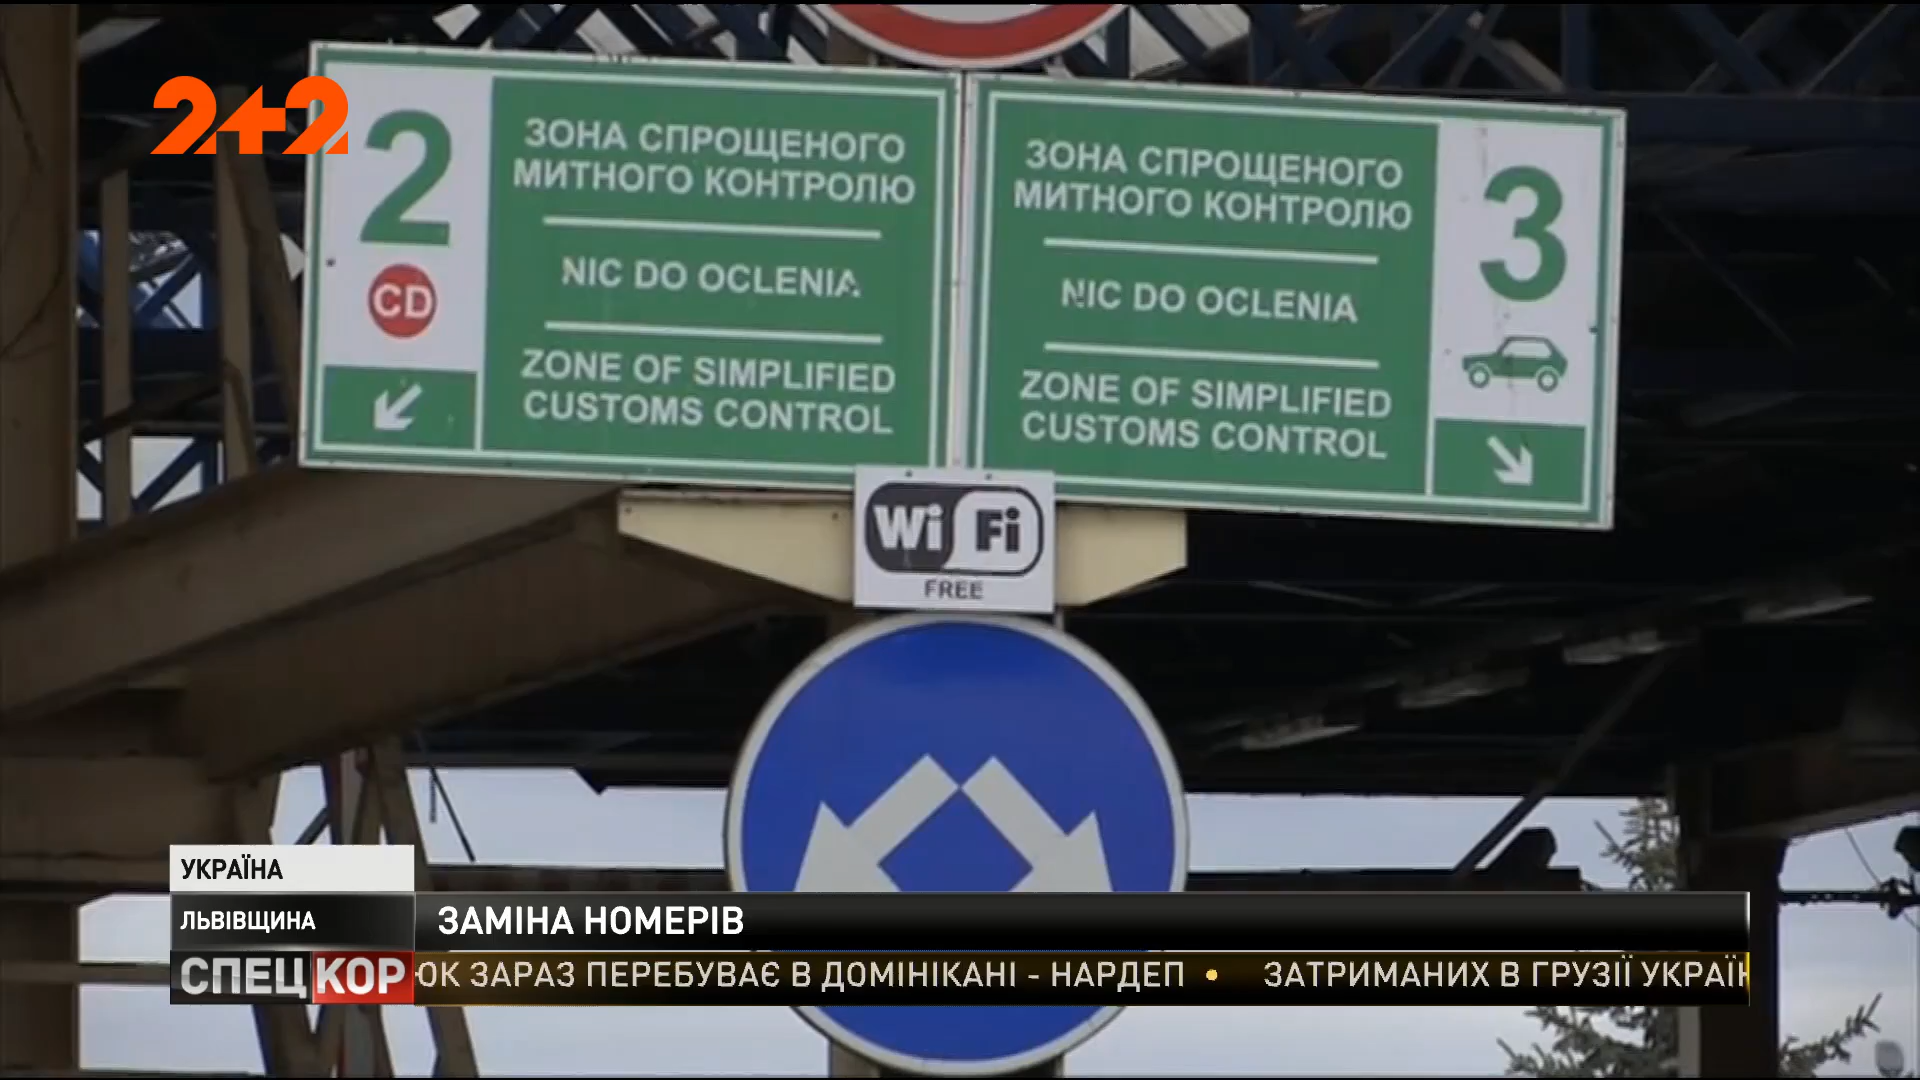 2+2
2
CD
ЗОНА СПРОЩЕНОГО
МИТНОГО КОНТРОЛЮ
NIC DO OCLENIA
ZONE OF SIMPLIFIED
CUSTOMS CONTROL
ЗОНА СПРОЩЕНОГО
МИТНОГО КОНТРОЛЮ
NIC DO OCLENIA
ZONE OF SIMPLIFIED
CUSTOMS CONTROL
3
Wi Fi
FREE
УКРАЇНА
ЛЬВІВЩИНА
ЗАМІНА НОМЕРІВ
СПЕЦКОР
ЗАРАЗ ПЕРЕБУВАЄ В ДОМІНІКАНІ - НАРДЕП • ЗАТРИМАНИХ В ГРУЗІЇ